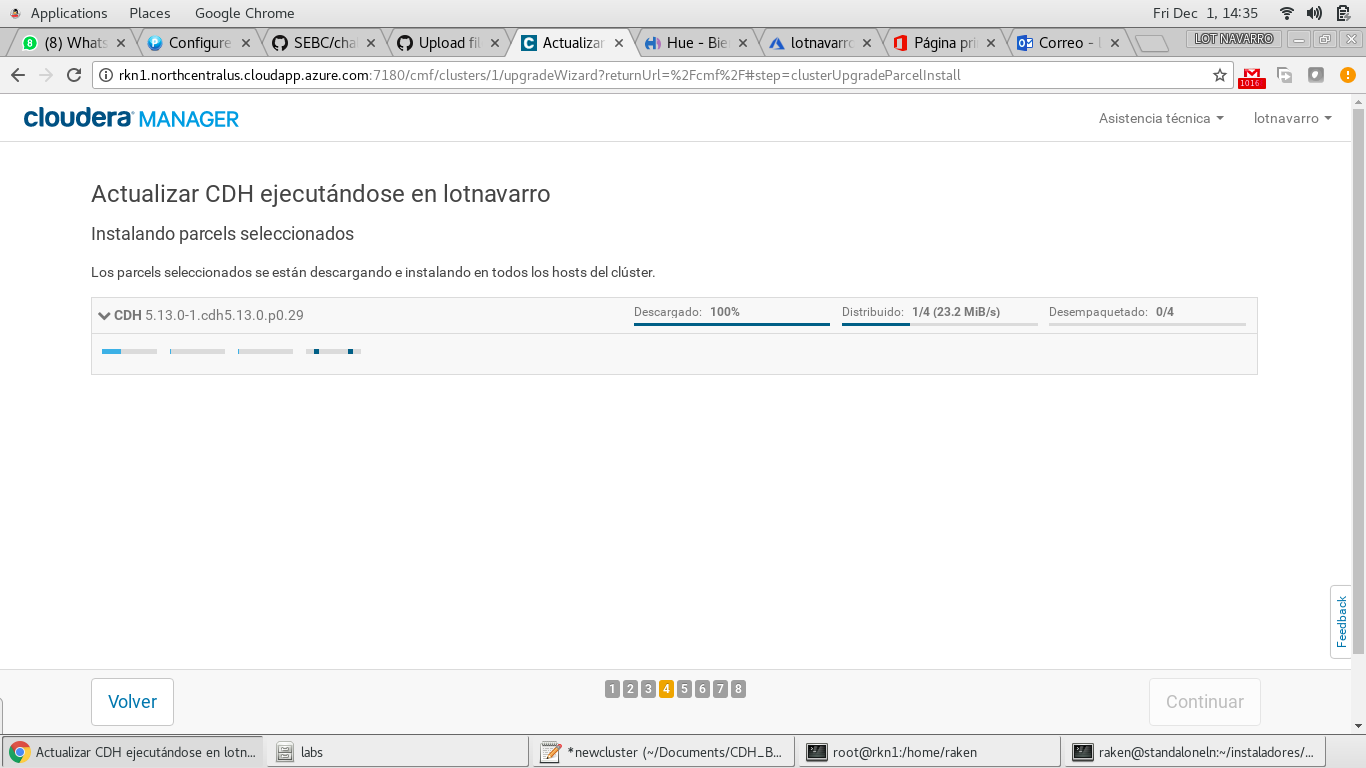 Applications Places Google Chrome Fri Dec 1, 14:35
(8) Whats Configure SEBC/cha Upload fil Actualizar Hue - Bie lotnavarro Página pri Correo - l LOT NAVARRO
rkn1.northcentralus.cloudapp.azure.com:7180/cmf/clusters/1/upgradeWizard?returnUrl=%2Fcmf%2F#step=clusterUpgradeParcelInstall 1016
cloudera MANAGER Asistencia técnica lotnavarro
Actualizar CDH ejecutándose en lotnavarro
Instalando parcels seleccionados
Los parcels seleccionados se están descargando e instalando en todos los hosts del clúster.
CDH 5.13.0-1.cdh5.13.0.p0.29 Descargado: 100% Distribuido: 1/4 (23.2 MiB/s) Desempaquetado: 0/4
Feedback
Volver 1 2 3 4 5 6 7 8 Continuar
Actualizar CDH ejecutándose en lotn... labs *newcluster (~/Documents/CDH_B... root@rkn1:/home/raken raken@standaloneln:~/instaladores/...